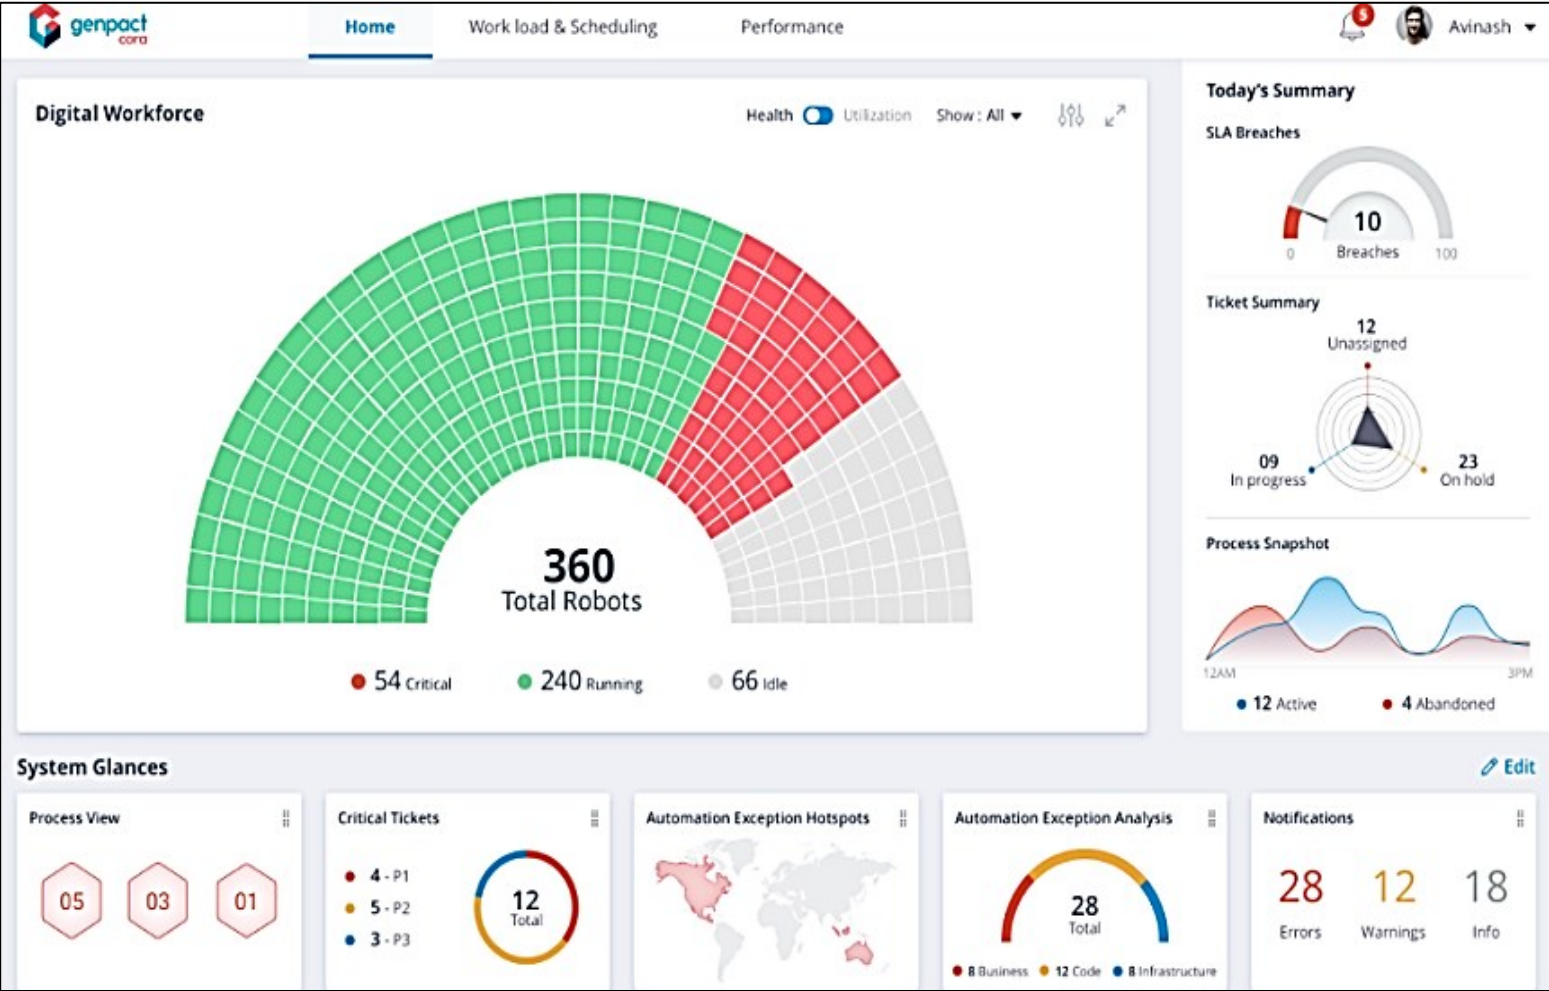 genpact
cora
Home
Work load & Scheduling
Performance
5
Avinash
Digital Workforce
Health
Utilization
Show : All
360
Total Robots
54 Critical
240 Running
66 Idle
Today's Summary
SLA Breaches
10
Breaches
0
100
Ticket Summary
12
Unassigned
09
In progress
23
On hold
Process Snapshot
12AM
3PM
12 Active
4 Abandoned
System Glances
Edit
Process View
05
03
01
Critical Tickets
4 - P1
5 - P2
3 - P3
12
Total
Automation Exception Hotspots
Automation Exception Analysis
28
Total
8 Business
12 Code
8 Infrastructure
Notifications
28
Errors
12
Warnings
18
Info